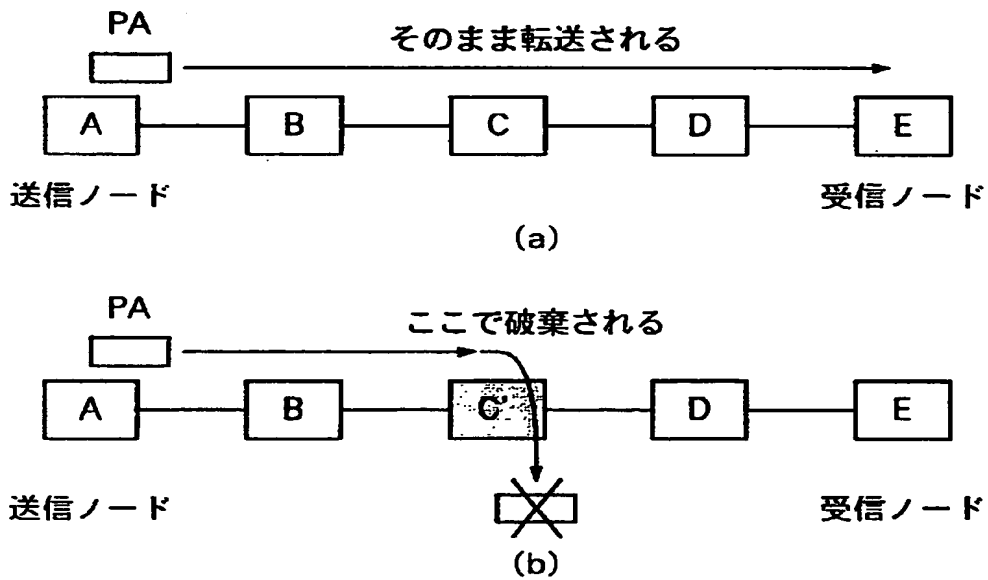 PA
そのまま転送される
A B C D E
送信ノード 受信ノード
(a)
PA
ここで破棄される
A B C' D E
送信ノード 受信ノード
(b)